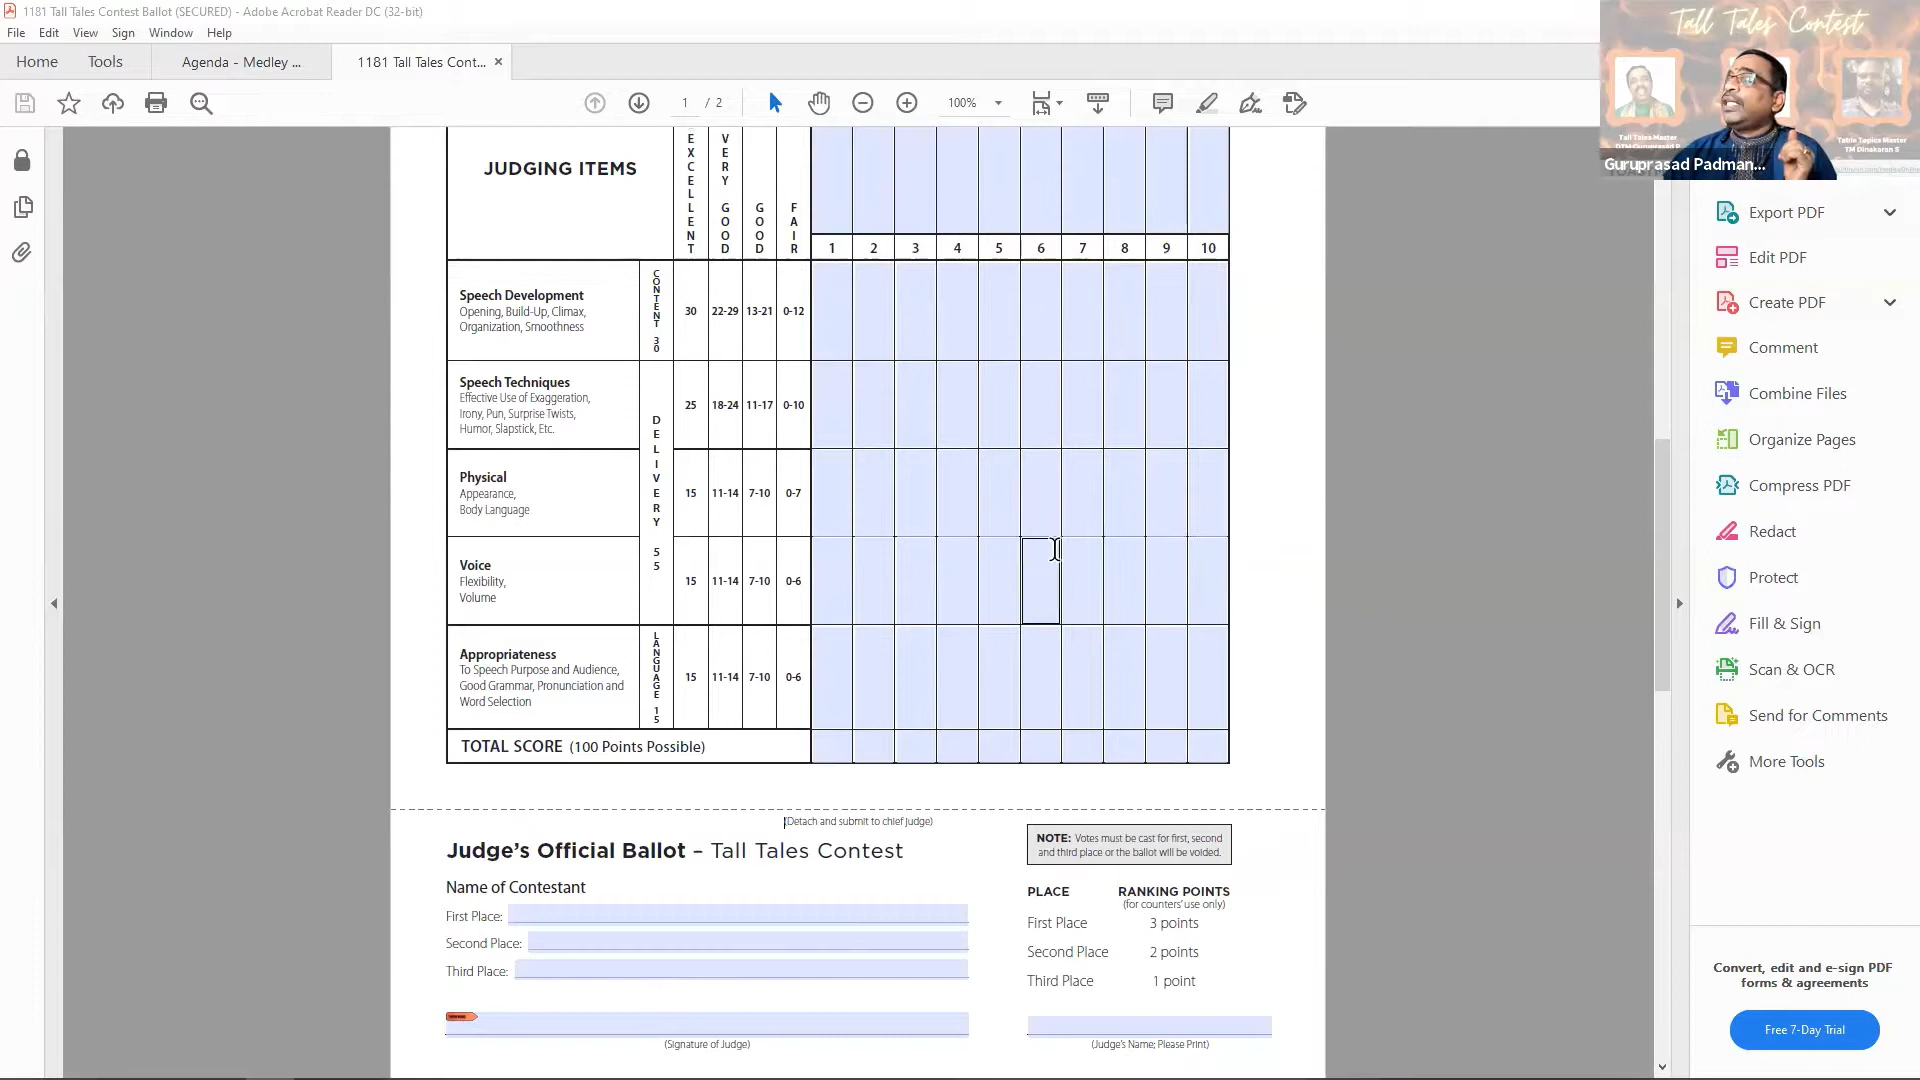 1181 Tall Tales Contest Ballot (SECURED) - Adobe Acrobat Reader DC (32-bit)
File Edit View Sign Window Help
Home Tools Agenda - Medley ... 1181 Tall Tales Cont... ×
1 / 2 100%
Tall Tales Contest
Tall Tales Master
Table Topics Master
TM Dinakaran S
Guruprasad Padman...
JUDGING ITEMS EXCELLENT VERY GOOD GOOD FAIR
1 2 3 4 5 6 7 8 9 10
Speech Development
Opening, Build-Up, Climax,
Organization, Smoothness
CONTENT 30
30 22-29 13-21 0-12
Speech Techniques
Effective Use of Exaggeration,
Irony, Pun, Surprise Twists,
Humor, Slapstick, Etc.
DELIVERY 55
25 18-24 11-17 0-10
Physical
Appearance,
Body Language
15 11-14 7-10 0-7
Voice
Flexibility,
Volume
15 11-14 7-10 0-6
Appropriateness
To Speech Purpose and Audience,
Good Grammar, Pronunciation and
Word Selection
LANGUAGE 15
15 11-14 7-10 0-6
TOTAL SCORE (100 Points Possible)
(Detach and submit to chief judge)
Judge's Official Ballot – Tall Tales Contest
Name of Contestant
First Place:
Second Place:
Third Place:
(Signature of Judge)
NOTE: Votes must be cast for first, second
and third place or the ballot will be voided.
PLACE RANKING POINTS
(for counters' use only)
First Place 3 points
Second Place 2 points
Third Place 1 point
(Judge's Name; Please Print)
Export PDF
Edit PDF
Create PDF
Comment
Combine Files
Organize Pages
Compress PDF
Redact
Protect
Fill & Sign
Scan & OCR
Send for Comments
More Tools
Convert, edit and e-sign PDF
forms & agreements
Free 7-Day Trial